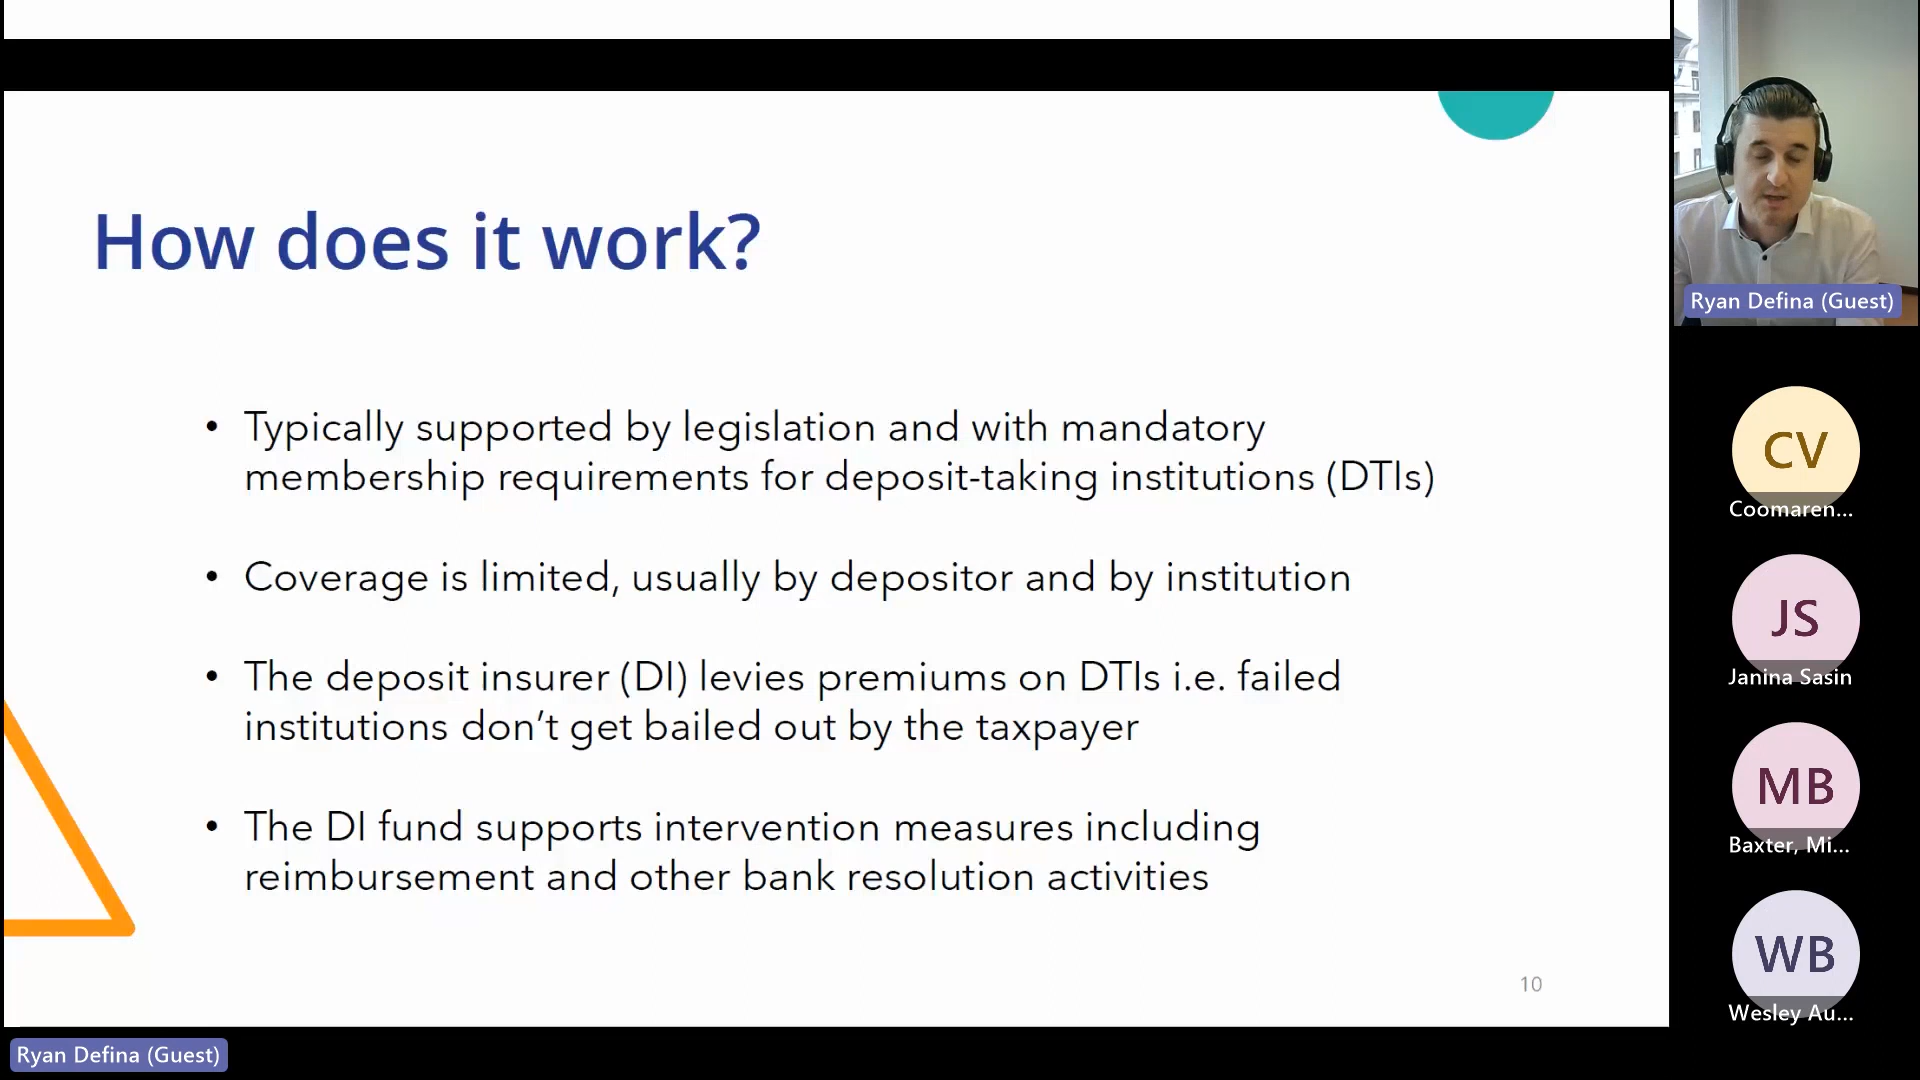 How does it work?
• Typically supported by legislation and with mandatory
membership requirements for deposit-taking institutions (DTIs)
• Coverage is limited, usually by depositor and by institution
• The deposit insurer (DI) levies premiums on DTIs i.e. failed
institutions don’t get bailed out by the taxpayer
• The DI fund supports intervention measures including
reimbursement and other bank resolution activities
10
Ryan Defina (Guest)
Ryan Defina (Guest)
CV
Coomaren...
JS
Janina Sasin
MB
Baxter, Mi...
WB
Wesley Au...